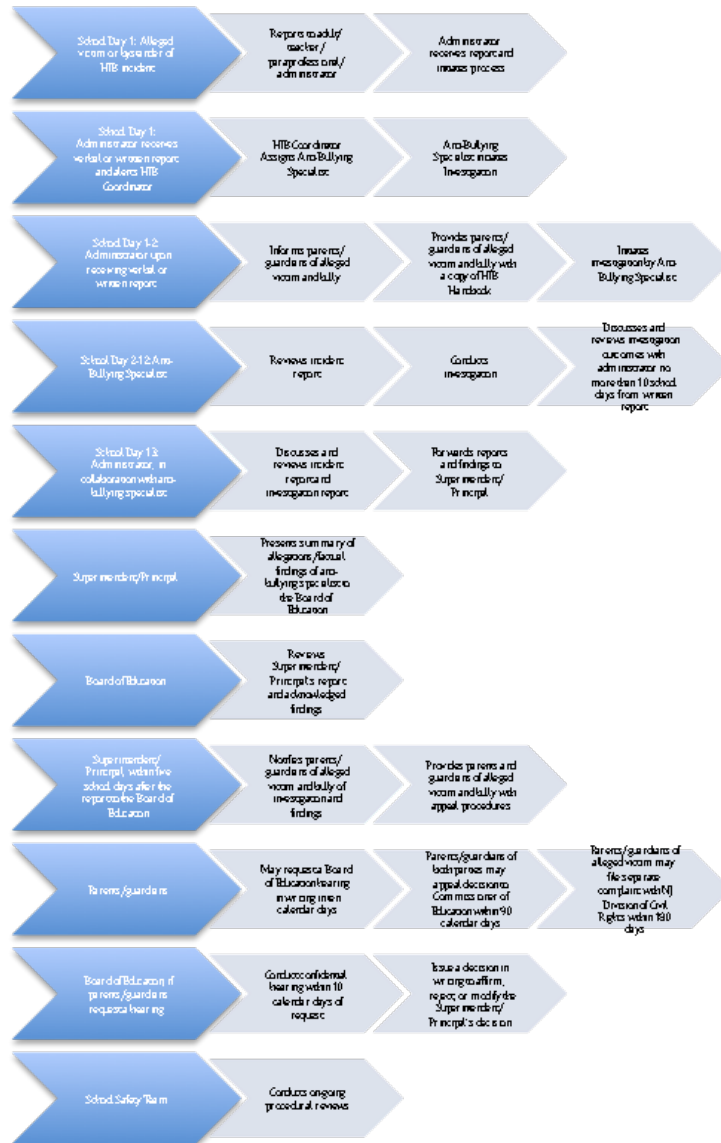 School Day 1: Alleged
victim or bystander of
HIB incident
Reports to adult/
teacher/
paraprofessional/
administrator
Administrator
receives report and
initiates process
School Day 1:
Administrator receives
verbal or written report
and alerts HIB
Coordinator
HIB Coordinator
Assigns Anti-Bullying
Specialist
Anti-Bullying
Specialist initiates
Investigation
School Day 1-2:
Administrator upon
receiving verbal or
written report
Informs parents/
guardians of alleged
victim and bully
Provides parents/
guardians of alleged
victim and bully with
a copy of HIB
Handbook
Initiates
investigation by Anti-
Bullying Specialist
School Day 2-12: Anti-
Bullying Specialist
Reviews incident
report
Conducts
investigation
Discusses and
reviews investigation
outcomes with
administrator no
more than 10 school
days from written
report
School Day 13:
Administrator, in
collaboration with anti-
bullying specialist
Discusses and
reviews incident
report and
investigation report
Forwards reports
and findings to
Superintendent/
Principal
Superintendent/Principal
Presents summary of
allegations/factual
findings of anti-
bullying specialist to
the Board of
Education
Board of Education
Reviews
Superintendent/
Principal's report
and acknowledged
findings
Superintendent/
Principal, within five
school days after the
report to the Board of
Education
Notifies parents/
guardians of alleged
victim and bully of
investigation and
findings
Provides parents and
guardians of alleged
victim and bully with
appeal procedures
Parents/guardians
May request a Board
of Education hearing
in writing in ten
calendar days
Parents/guardians of
both parties may
appeal decision to
Commissioner of
Education within 90
calendar days
Parents/guardians of
alleged victim may
file separate
complaint with NJ
Division of Civil
Rights within 180
days
Board of Education, if
parents/guardians
request a hearing
Conducts confidential
hearing within 10
calendar days of
request
Issue a decision in
writing to affirm,
reject, or modify the
Superintendent/
Principal's decision
School Safety Team
Conducts ongoing
procedural reviews